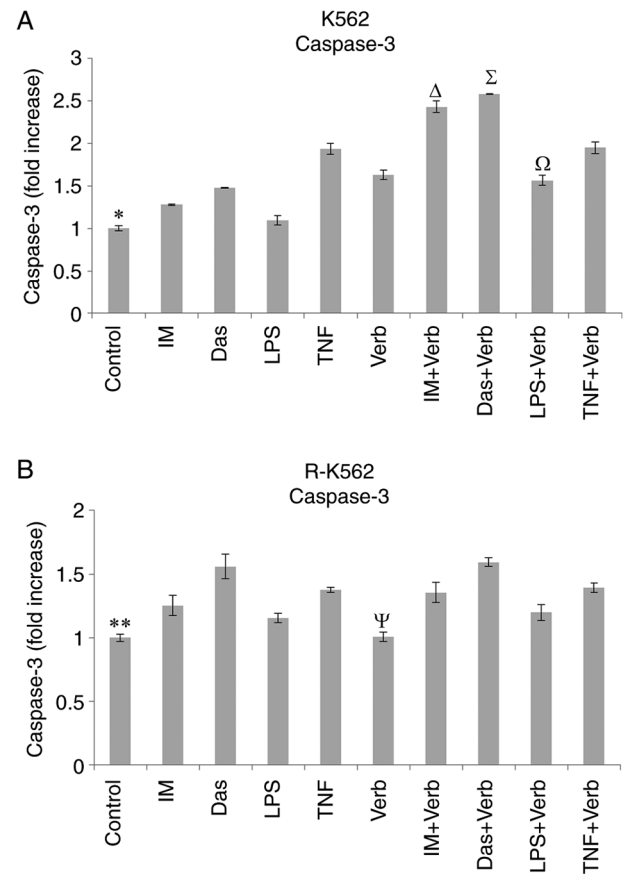 A
K562
Caspase-3
Caspase-3 (fold increase)
3
2.5
2
1.5
1
0.5
0
*
Δ
Σ
Ω
Control
IM
Das
LPS
TNF
Verb
IM+Verb
Das+Verb
LPS+Verb
TNF+Verb
B
R-K562
Caspase-3
Caspase-3 (fold increase)
2
1.5
1
0.5
0
**
Ψ
Control
IM
Das
LPS
TNF
Verb
IM+Verb
Das+Verb
LPS+Verb
TNF+Verb